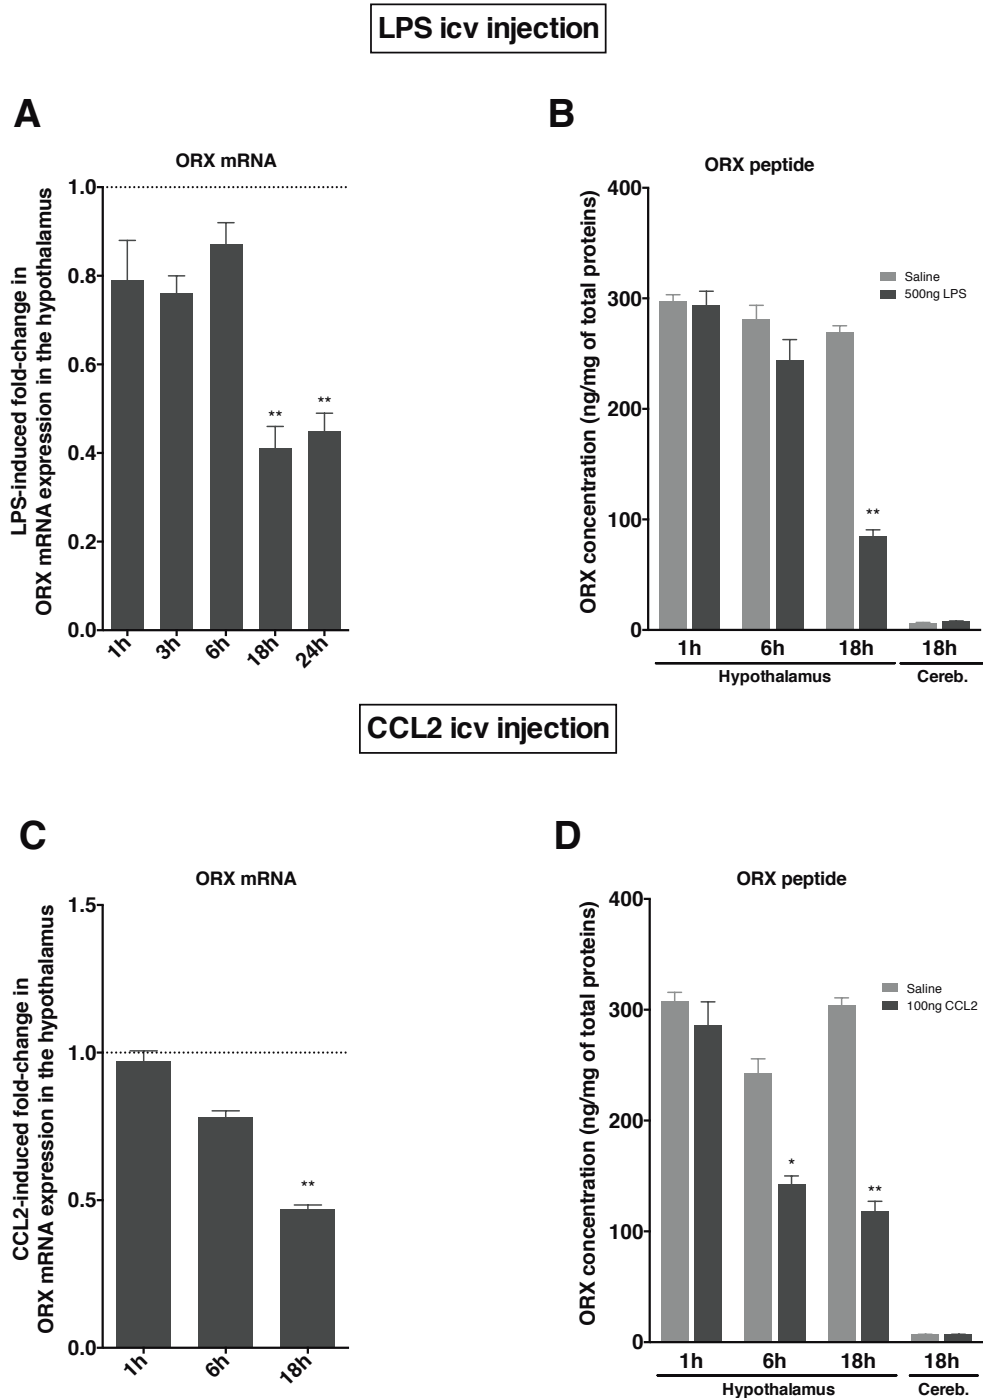 LPS icv injection
A
ORX mRNA
LPS-induced fold-change in
ORX mRNA expression in the hypothalamus
1.0
0.8
0.6
0.4
0.2
0.0
** **
1h 3h 6h 18h 24h
B
ORX peptide
ORX concentration (ng/mg of total proteins)
400
300
200
100
0
Saline
500ng LPS
**
1h 6h 18h 18h
Hypothalamus Cereb.
CCL2 icv injection
C
ORX mRNA
CCL2-induced fold-change in
ORX mRNA expression in the hypothalamus
1.5
1.0
0.5
0.0
**
1h 6h 18h
D
ORX peptide
ORX concentration (ng/mg of total proteins)
400
300
200
100
0
Saline
100ng CCL2
* **
1h 6h 18h 18h
Hypothalamus Cereb.